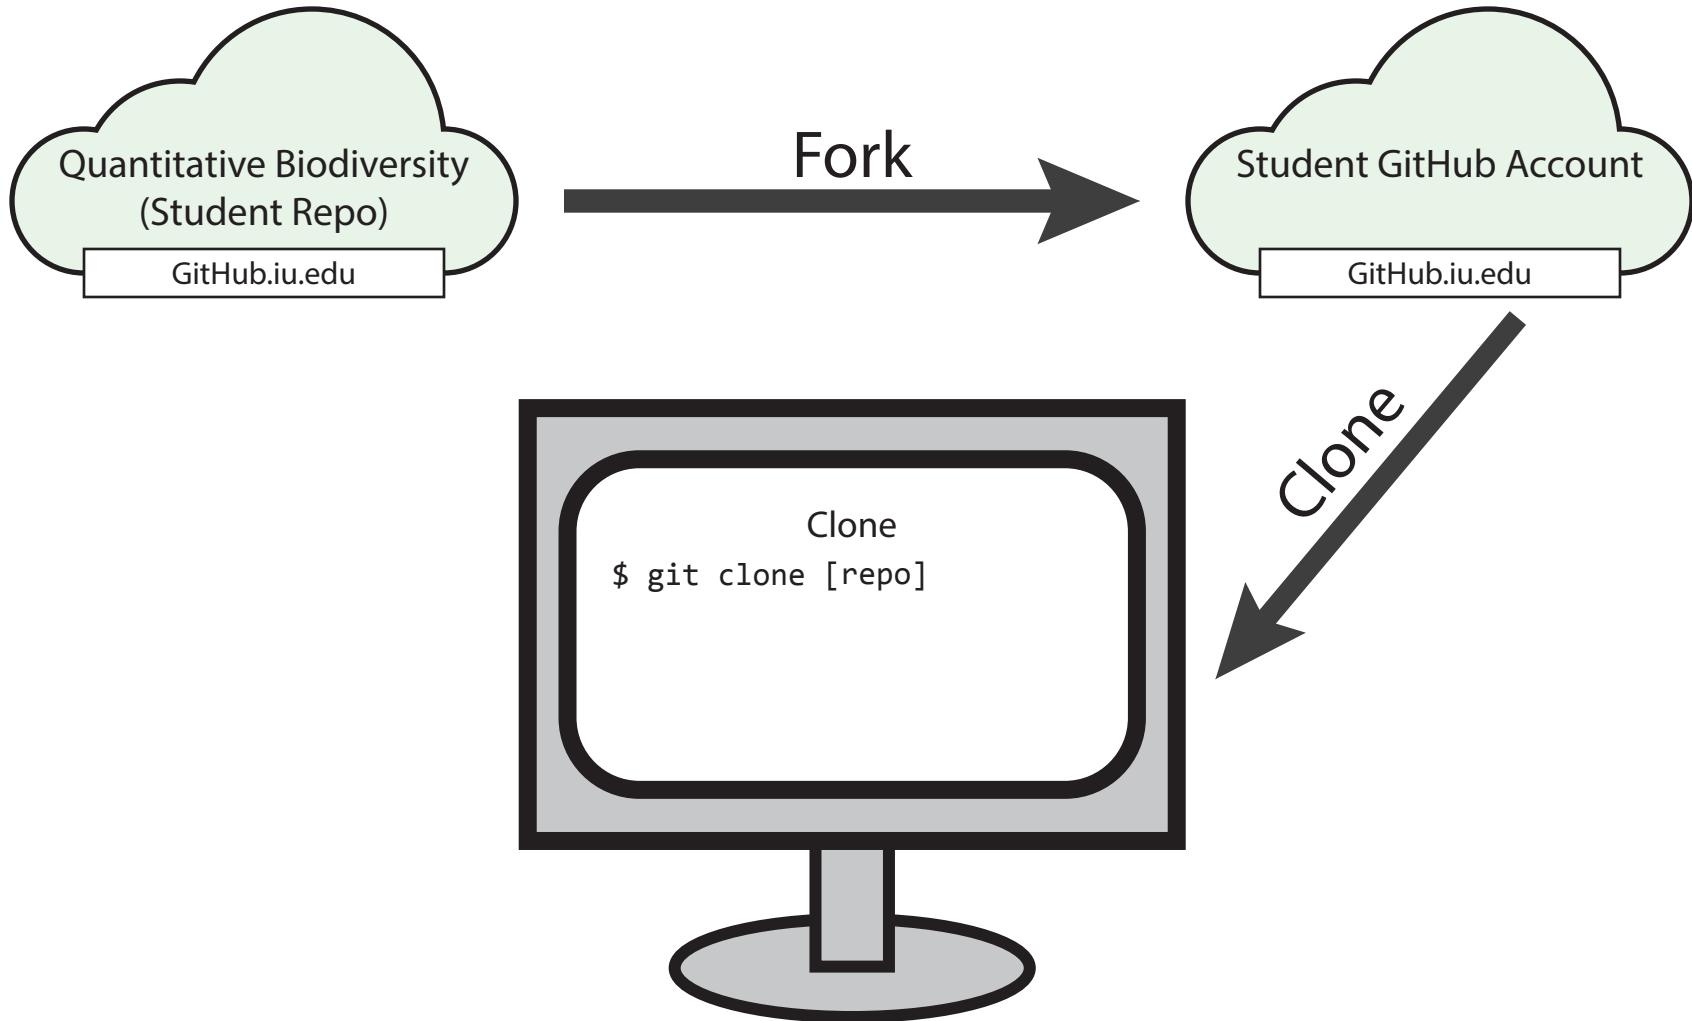 Quantitative Biodiversity
(Student Repo)
GitHub.iu.edu
Fork
Student GitHub Account
GitHub.iu.edu
Clone
Clone
$ git clone [repo]